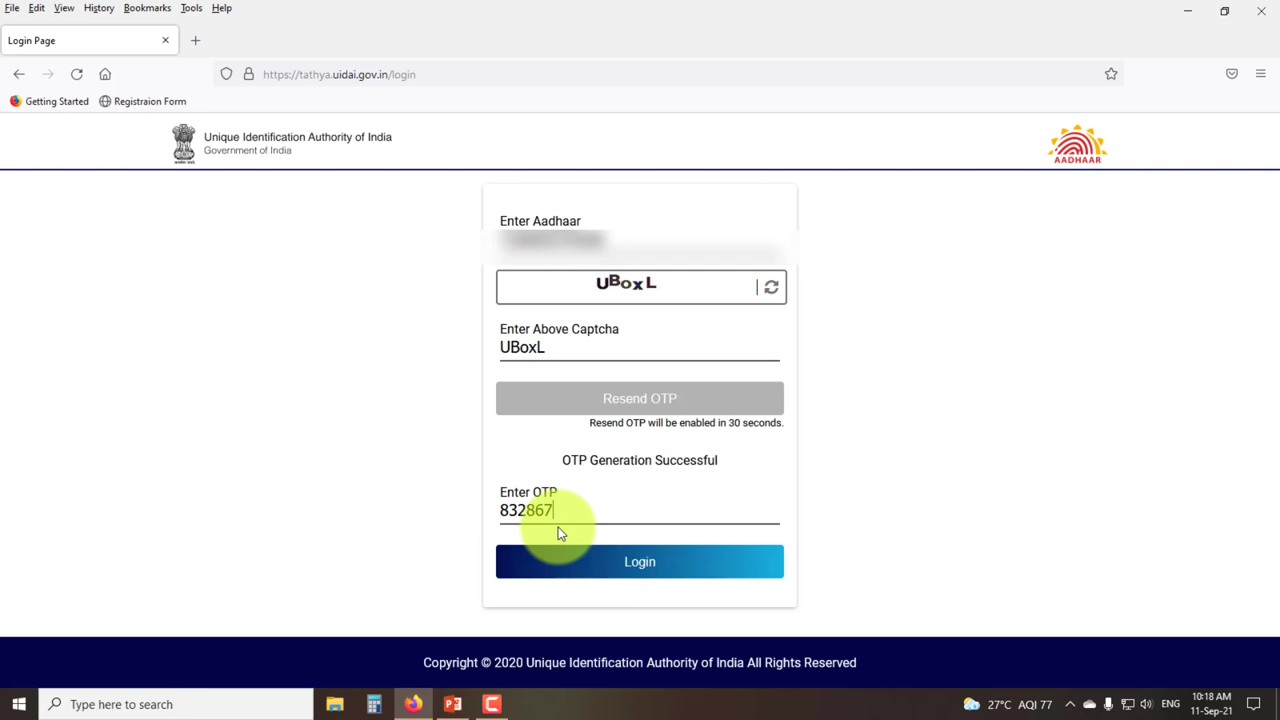 File Edit View History Bookmarks Tools Help
Login Page
https://tathya.uidai.gov.in/login
Getting Started Registraion Form
Unique Identification Authority of India
Government of India
AADHAAR
Enter Aadhaar
UBoxL
Enter Above Captcha
UBoxL
Resend OTP
Resend OTP will be enabled in 30 seconds.
OTP Generation Successful
Enter OTP
832867
Login
Copyright © 2020 Unique Identification Authority of India All Rights Reserved
Type here to search
27°C AQI 77
ENG
10:18 AM
11-Sep-21